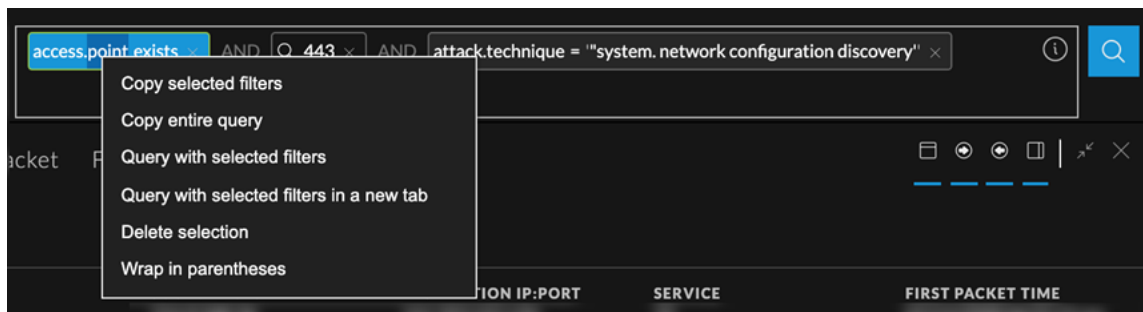 access.point exists × AND 443 × AND attack.technique = '"system. network configuration discovery"' ×
Copy selected filters
Copy entire query
Query with selected filters
Query with selected filters in a new tab
Delete selection
Wrap in parentheses
acket
TION IP:PORT SERVICE FIRST PACKET TIME